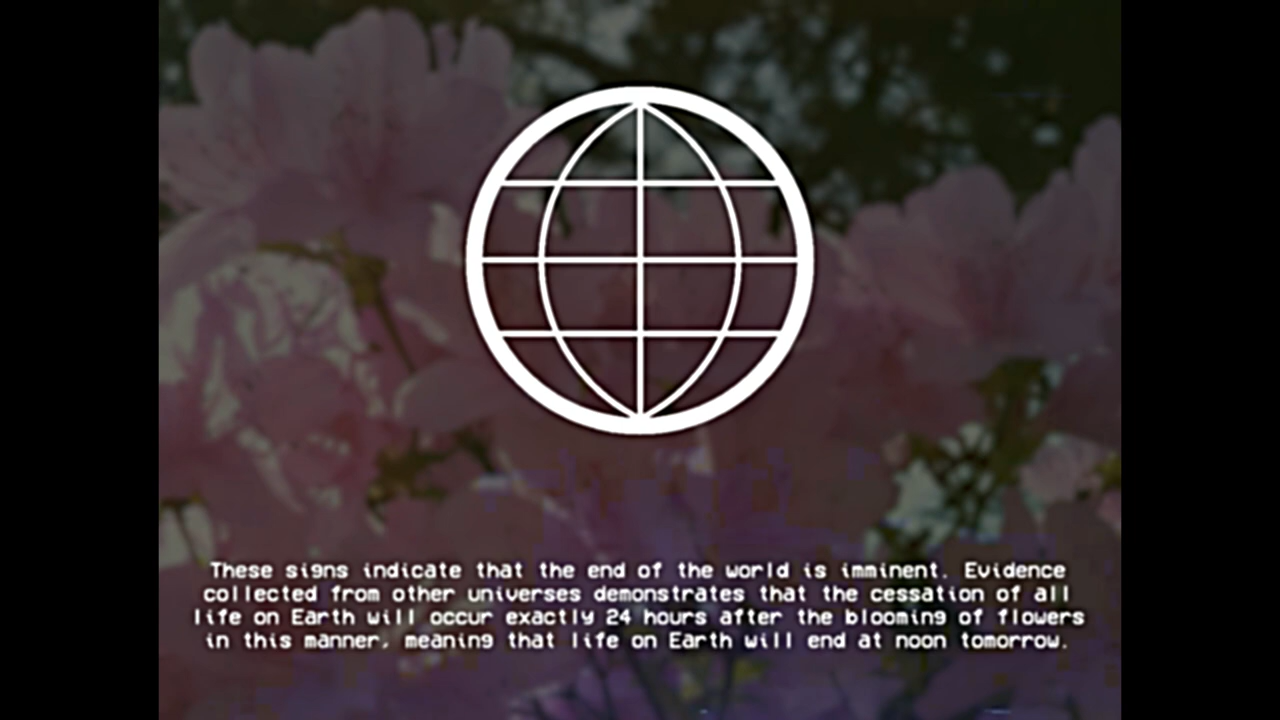 These signs indicate that the end of the world is imminent. Evidence
collected from other universes demonstrates that the cessation of all
life on Earth will occur exactly 24 hours after the blooming of flowers
in this manner, meaning that life on Earth will end at noon tomorrow.